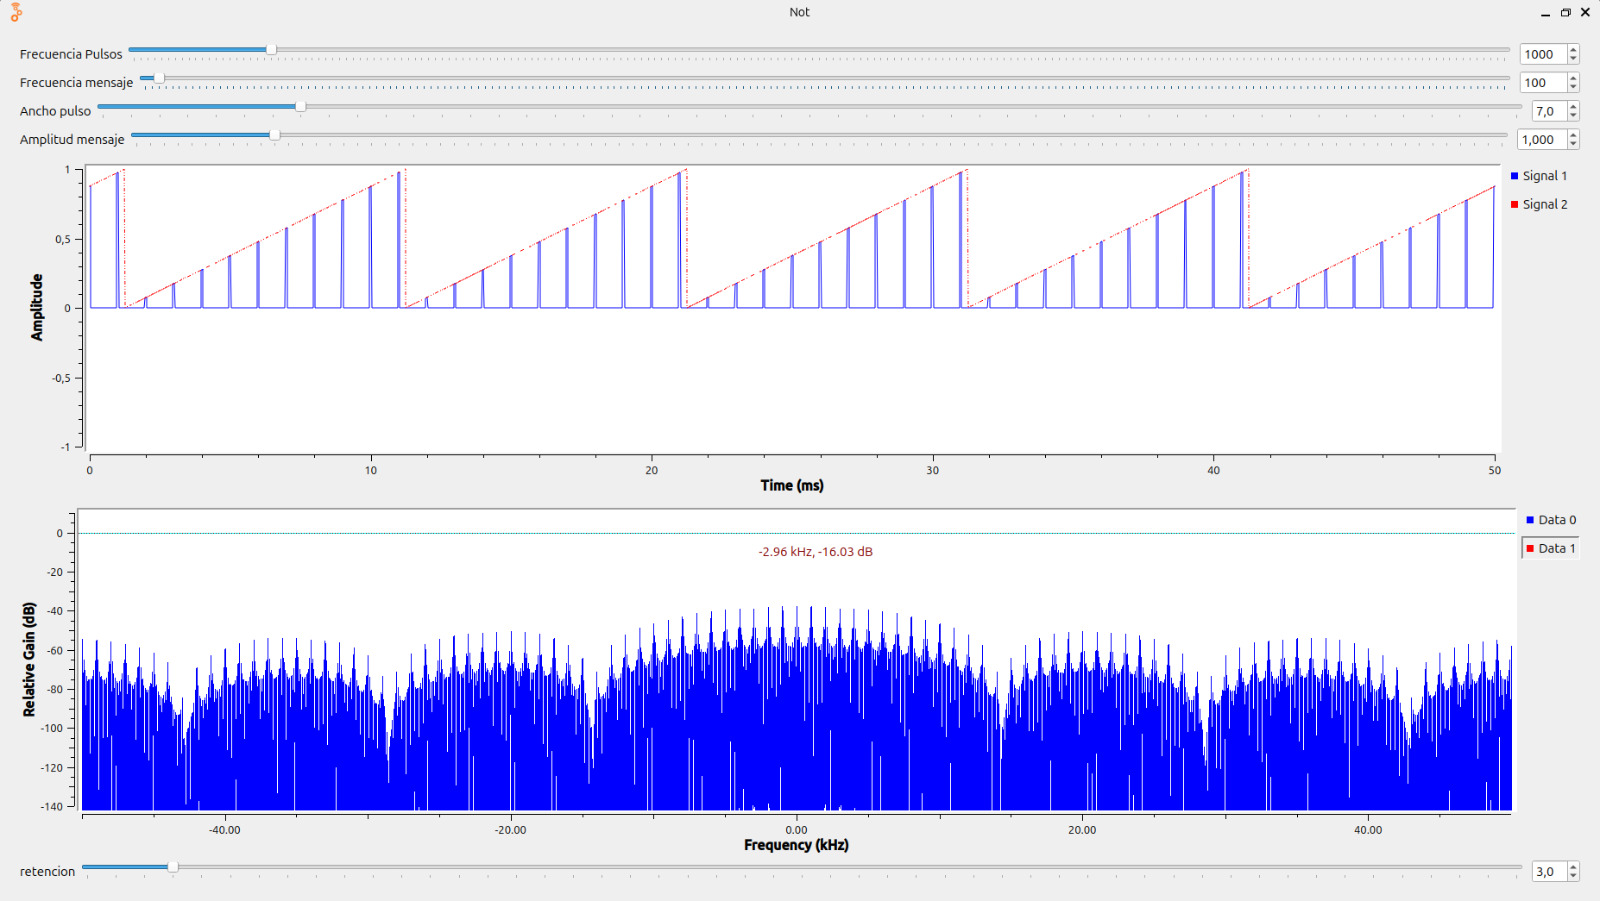 Not
Frecuencia Pulsos 1000
Frecuencia mensaje 100
Ancho pulso 7,0
Amplitud mensaje 1,000
1
0,5
0
-0,5
-1
Amplitude
0 10 20 30 40 50
Time (ms)
Signal 1
Signal 2
0
-20
-40
-60
-80
-100
-120
-140
Relative Gain (dB)
-2.96 kHz, -16.03 dB
-40.00 -20.00 0.00 20.00 40.00
Frequency (kHz)
Data 0
Data 1
retencion 3,0